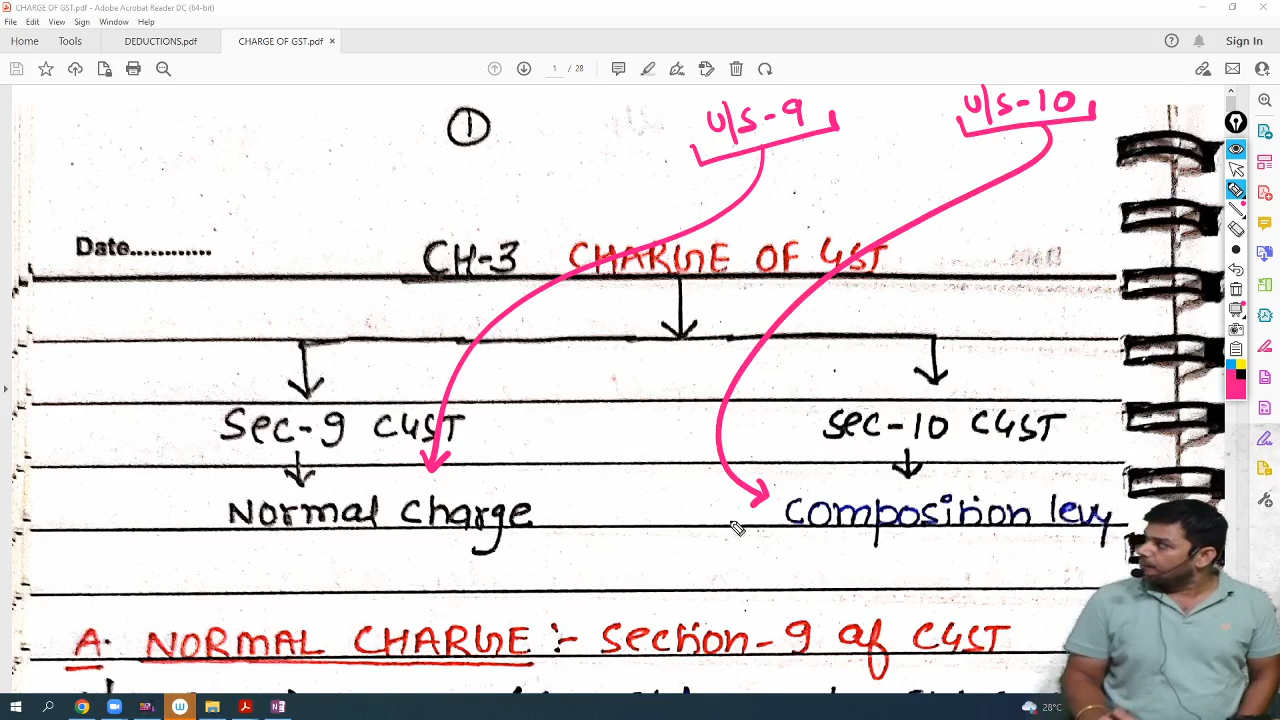 CHARGE OF GST.pdf - Adobe Acrobat Reader DC (64-bit)
File Edit View Sign Window Help
Home Tools DEDUCTIONS.pdf CHARGE OF GST.pdf × Sign In
1 / 28
U/S-9 U/S-10
1
Date............
CH-3 CHARGE OF GST
Sec-9 CGST Sec-10 CGST
Normal Charge Composition levy
A. NORMAL CHARGE :- Section-9 of CGST
28°C